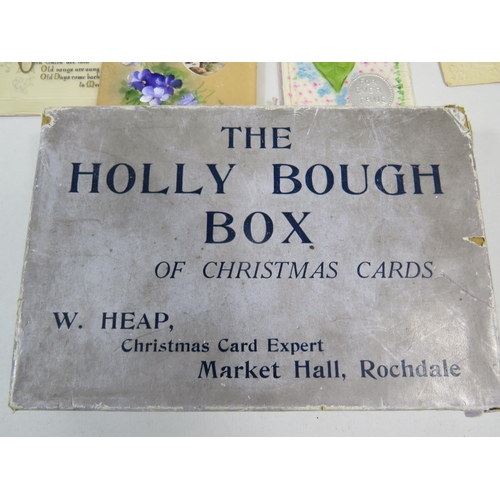 Old songs are sung
Old Days come back
THE
HOLLY BOUGH
BOX
OF CHRISTMAS CARDS
W. HEAP,
Christmas Card Expert
Market Hall, Rochdale